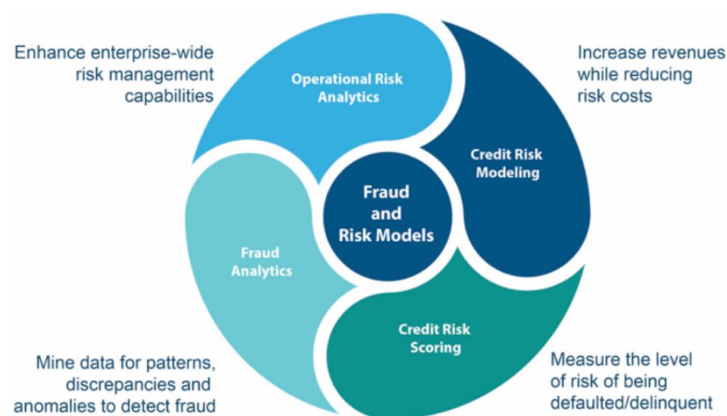 Enhance enterprise-wide
risk management
capabilities
Operational Risk
Analytics
Increase revenues
while reducing
risk costs
Credit Risk
Modeling
Fraud
and
Risk Models
Fraud
Analytics
Credit Risk
Scoring
Mine data for patterns,
discrepancies and
anomalies to detect fraud
Measure the level
of risk of being
defaulted/delinquent